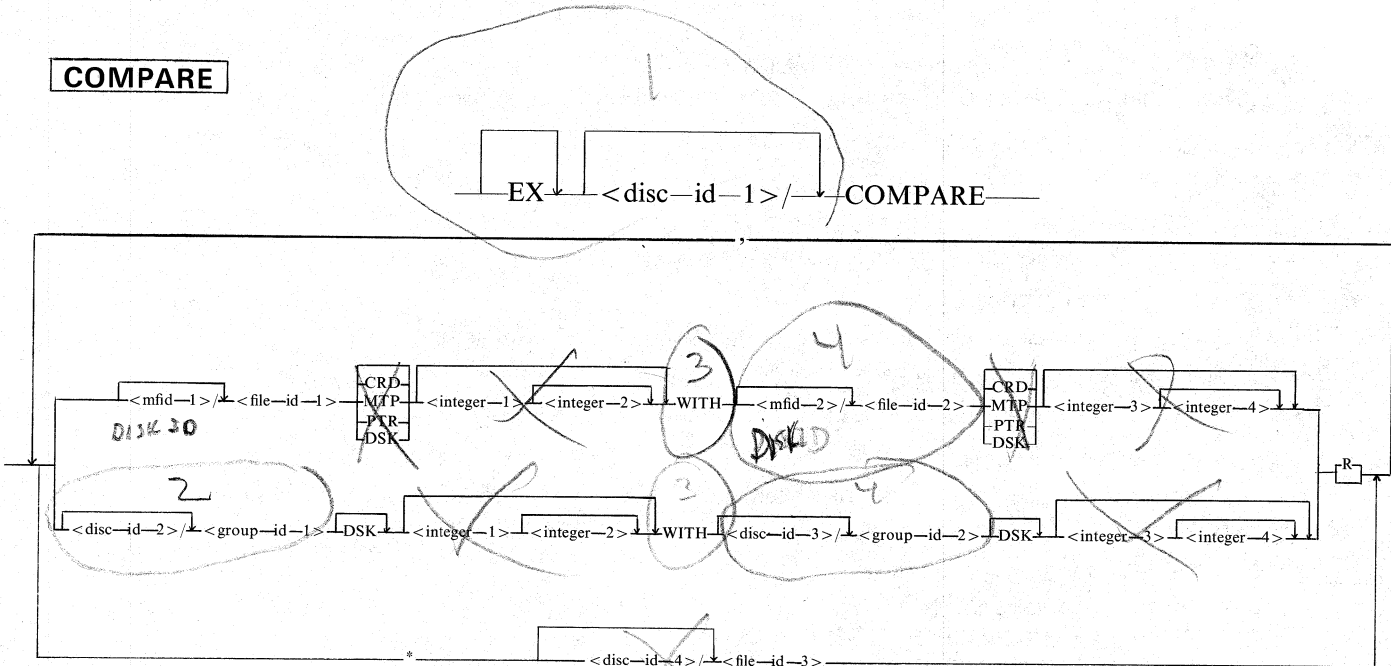 COMPARE
1
EX <disc—id—1>/ COMPARE
,
3 4
CRD CRD
<mfid—1>/ <file—id—1> MTP <integer—1> <integer—2> WITH <mfid—2>/ <file—id—2> MTP <integer—3> <integer—4>
PTR PTR
DSK DSK
DISK ID
R
2 4
<disc—id—2>/ <group—id—1> DSK <integer—1> <integer—2> WITH <disc—id—3>/ <group—id—2> DSK <integer—3> <integer—4>
* <disc—id—4>/ <file—id—3>